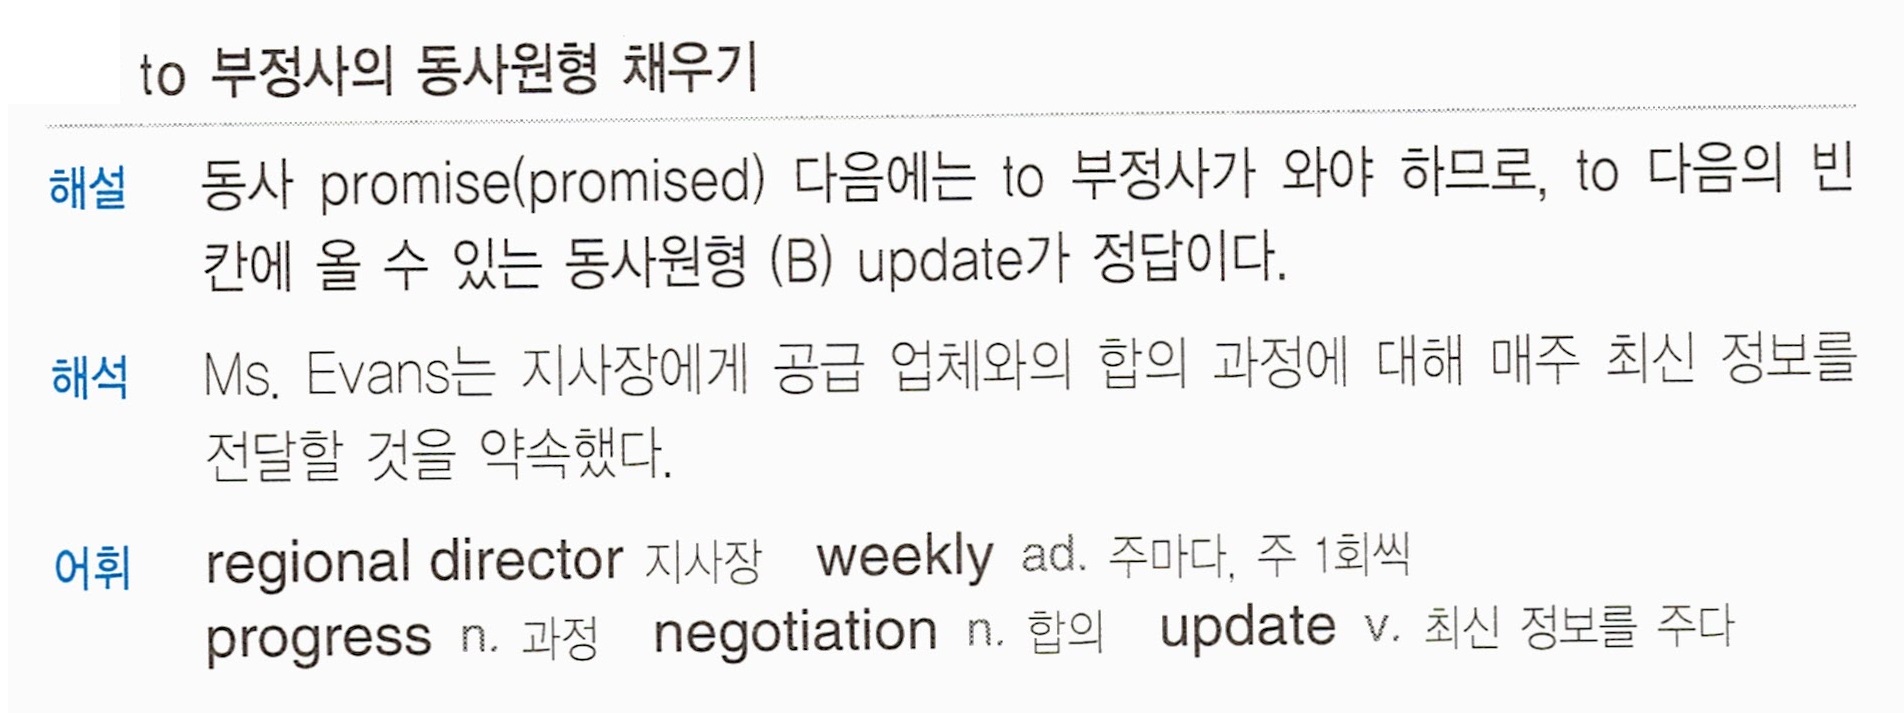 to 부정사의 동사원형 채우기
해설 동사 promise(promised) 다음에는 to 부정사가 와야 하므로, to 다음의 빈
칸에 올 수 있는 동사원형 (B) update가 정답이다.
해석 Ms. Evans는 지사장에게 공급 업체와의 합의 과정에 대해 매주 최신 정보를
전달할 것을 약속했다.
어휘 regional director 지사장 weekly ad. 주마다, 주 1회씩
progress n. 과정 negotiation n. 합의 update v. 최신 정보를 주다